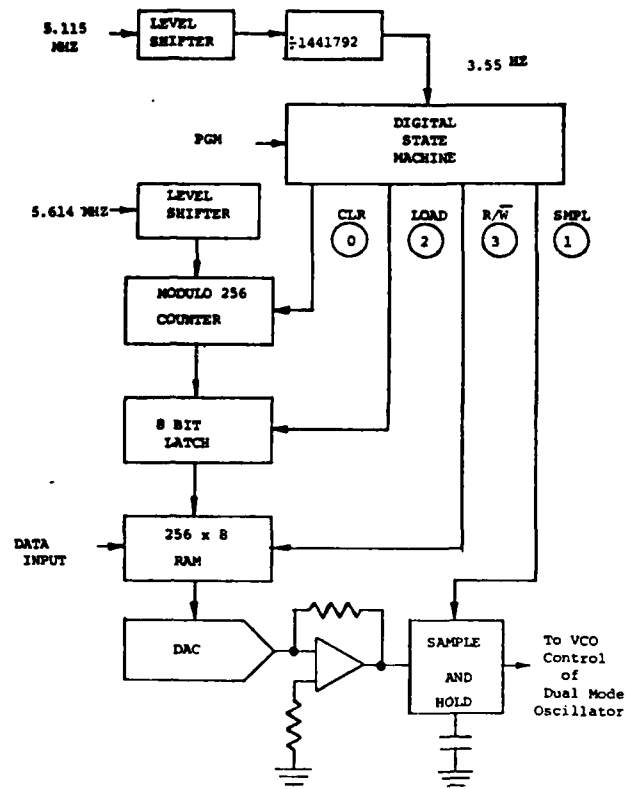 5.115
MHZ
LEVEL
SHIFTER
÷1441792
3.55 HZ
PGM
DIGITAL
STATE
MACHINE
5.614 MHZ
LEVEL
SHIFTER
CLR
0
LOAD
2
R/W̅
3
SMPL
1
MODULO 256
COUNTER
8 BIT
LATCH
DATA
INPUT
256 x 8
RAM
DAC
SAMPLE
AND
HOLD
To VCO
Control
of
Dual Mode
Oscillator